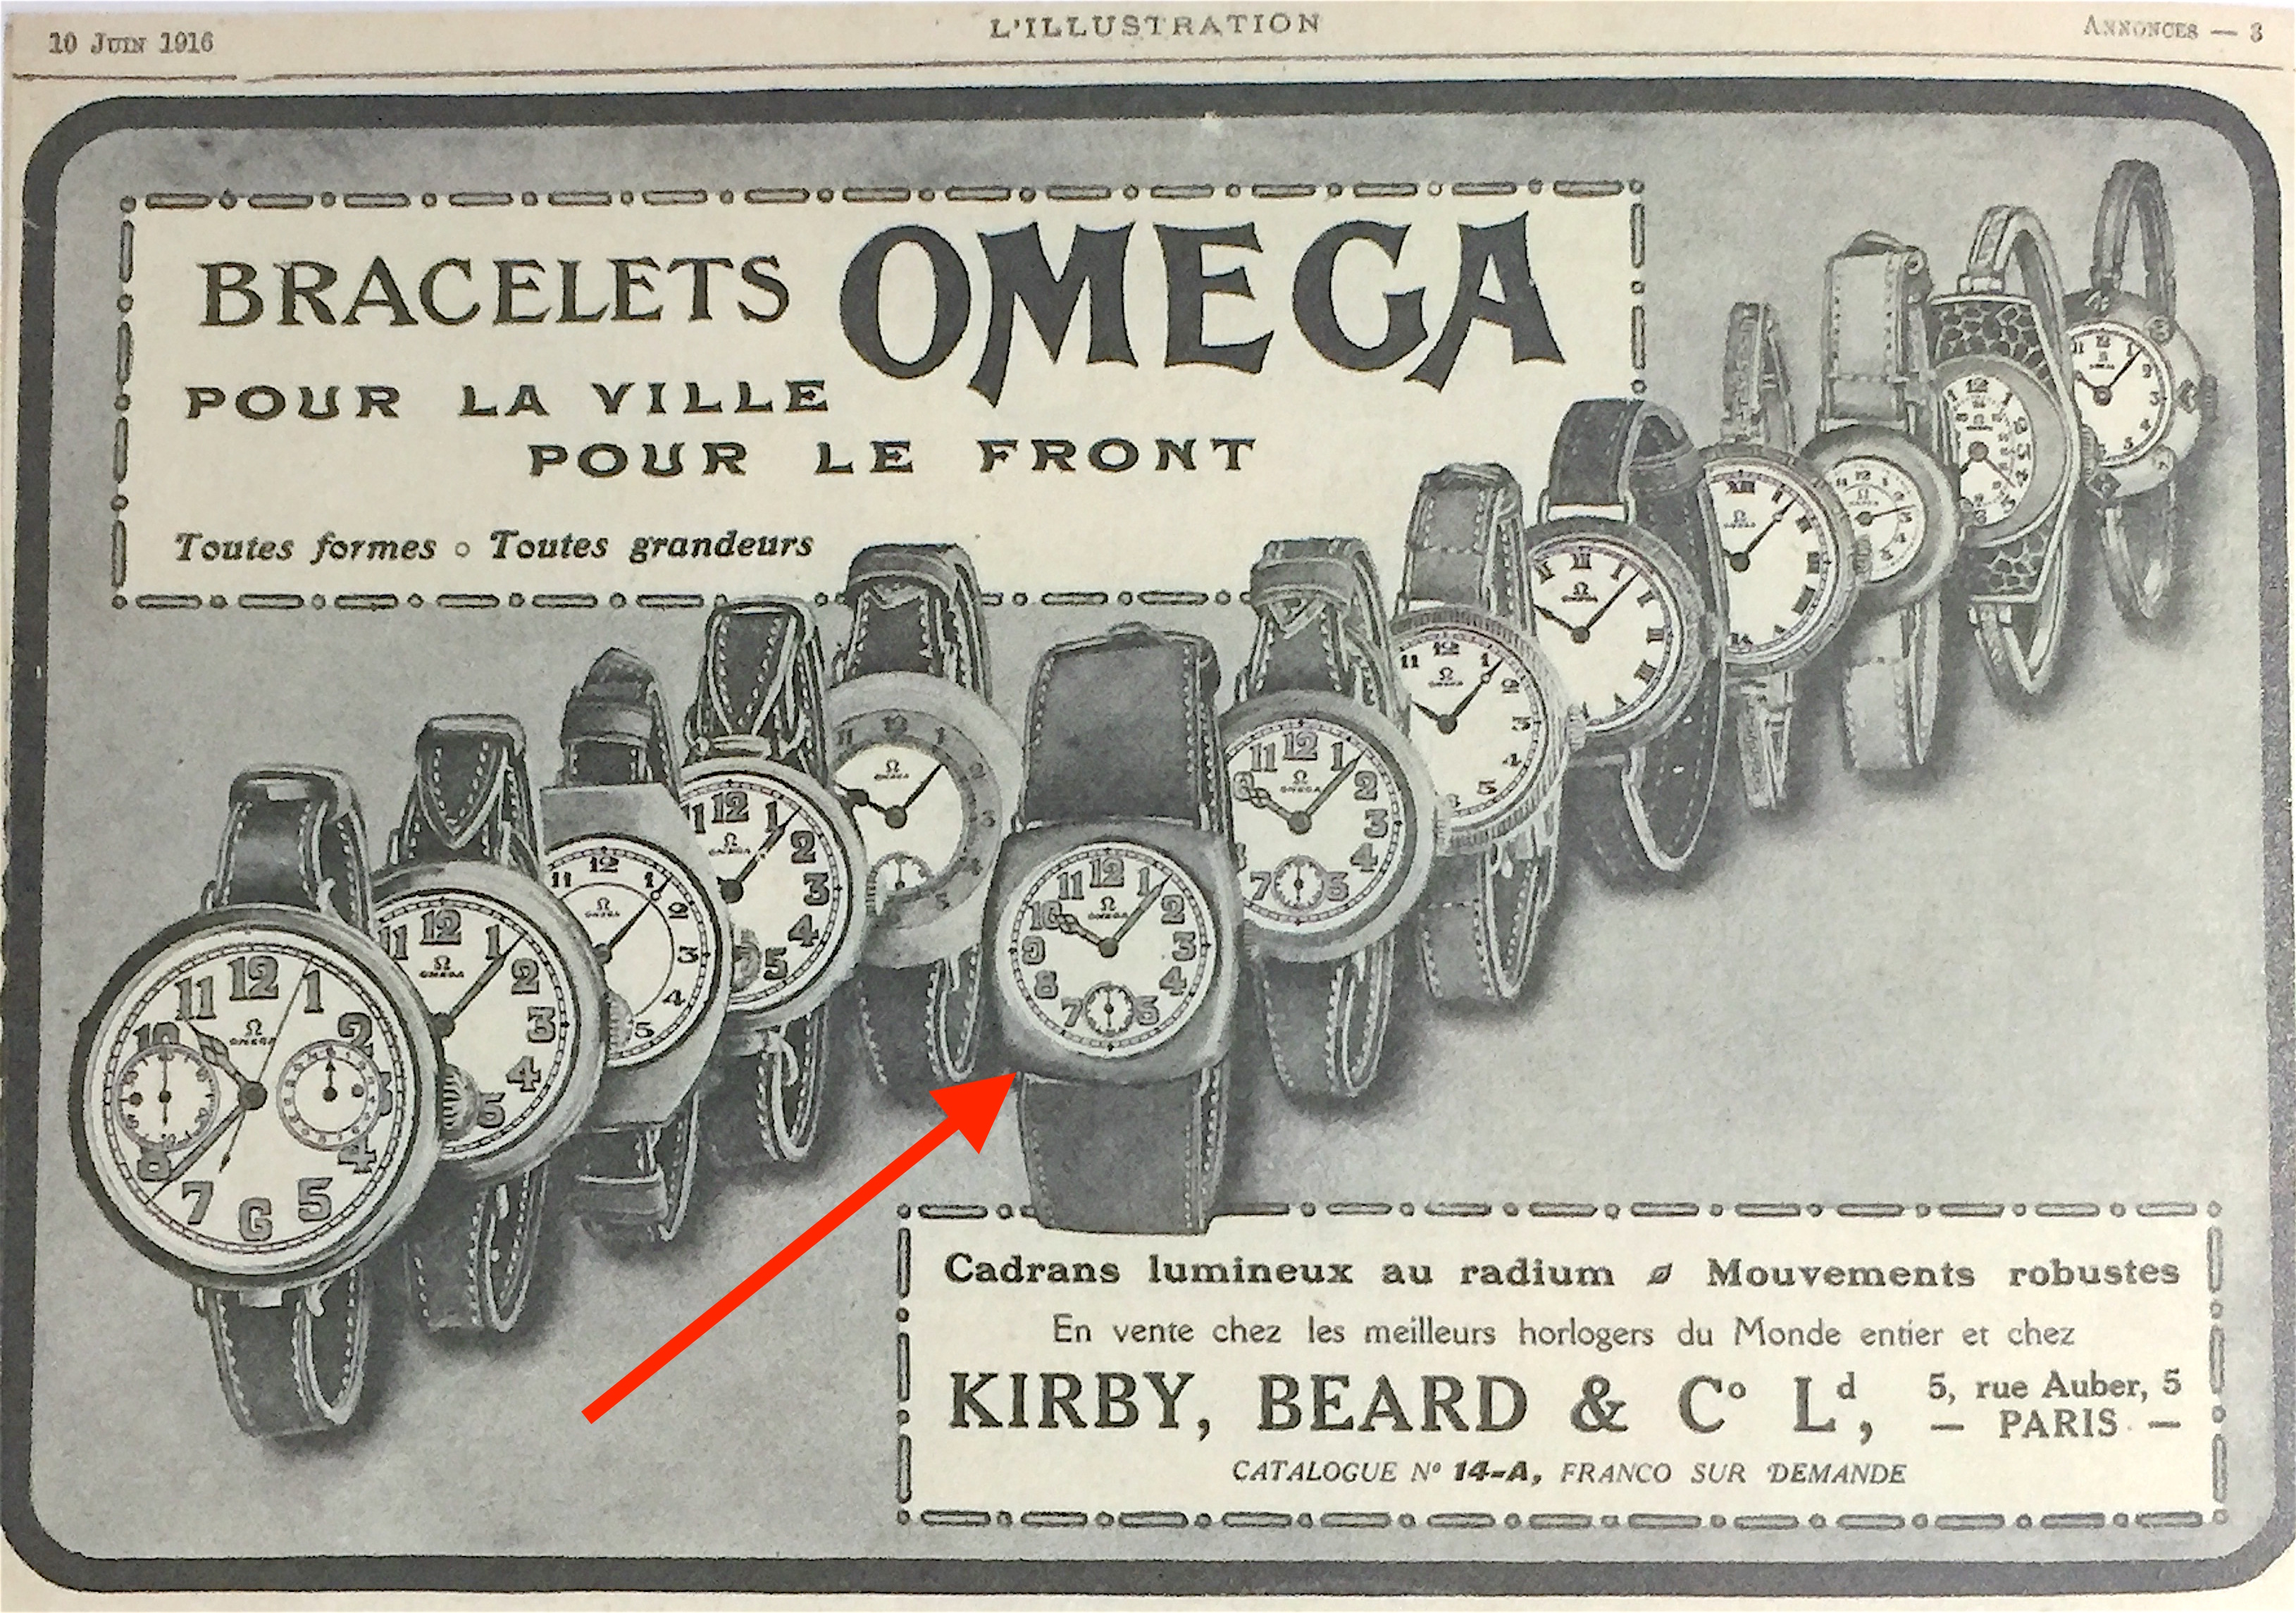 10 Juin 1916
L'ILLUSTRATION
Annonces — 3
BRACELETS OMEGA
POUR LA VILLE
POUR LE FRONT
Toutes formes o Toutes grandeurs
Cadrans lumineux au radium Mouvements robustes
En vente chez les meilleurs horlogers du Monde entier et chez
KIRBY, BEARD & Cº Ld, 5, rue Auber, 5
— PARIS —
CATALOGUE Nº 14-A, FRANCO SUR DEMANDE